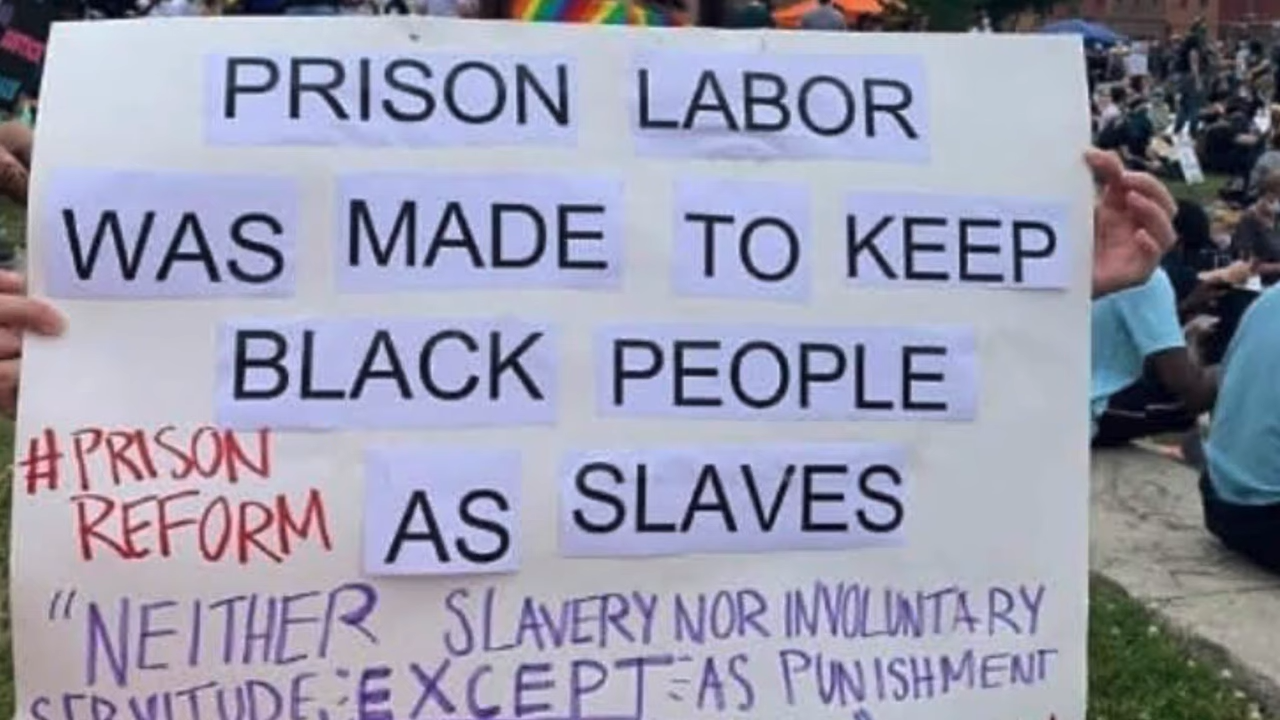 PRISON LABOR
WAS MADE TO KEEP
BLACK PEOPLE
#PRISON
REFORM
AS SLAVES
"NEITHER SLAVERY NOR INVOLUNTARY
SERVITUDE, EXCEPT AS PUNISHMENT